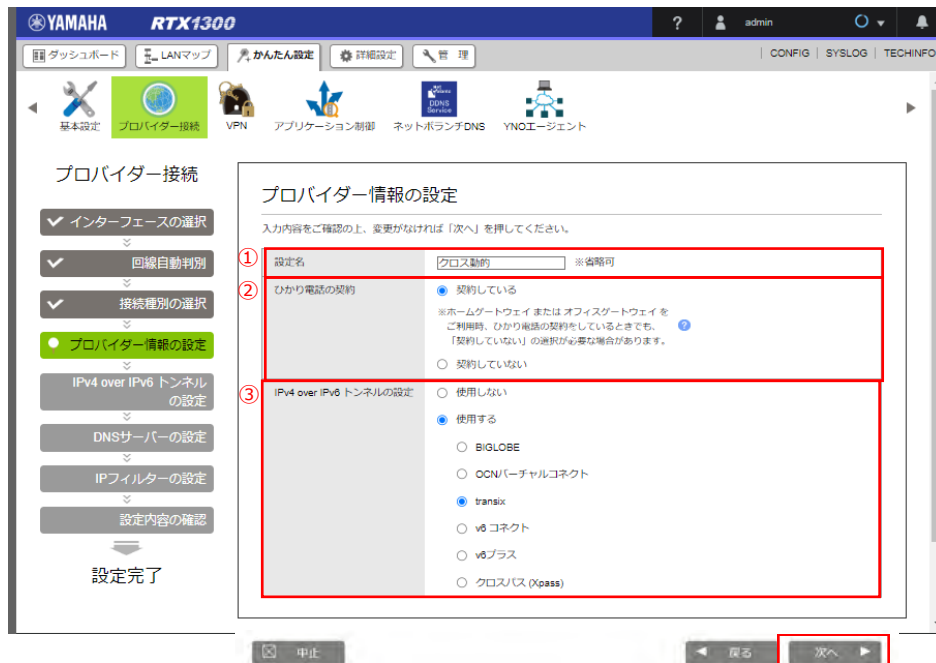 YAMAHA RTX1300 ? admin
ダッシュボード LANマップ かんたん設定 詳細設定 管 理 CONFIG | SYSLOG | TECHINFO
基本設定 プロバイダー接続 VPN アプリケーション制御 ネットボランチDNS YNOエージェント
DDNS
Service
プロバイダー接続
インターフェースの選択
回線自動判別
接続種別の選択
プロバイダー情報の設定
IPv4 over IPv6 トンネル
の設定
DNSサーバーの設定
IPフィルターの設定
設定内容の確認
設定完了
プロバイダー情報の設定
入力内容をご確認の上、変更がなければ「次へ」を押してください。
① 設定名 クロス動的 ※省略可
② ひかり電話の契約 契約している
※ホームゲートウェイ または オフィスゲートウェイ を
ご利用時、ひかり電話の契約をしているときでも、 ?
「契約していない」の選択が必要な場合があります。
契約していない
③ IPv4 over IPv6 トンネルの設定 使用しない
使用する
BIGLOBE
OCNバーチャルコネクト
transix
v6 コネクト
v6プラス
クロスパス (Xpass)
中止 戻る 次へ